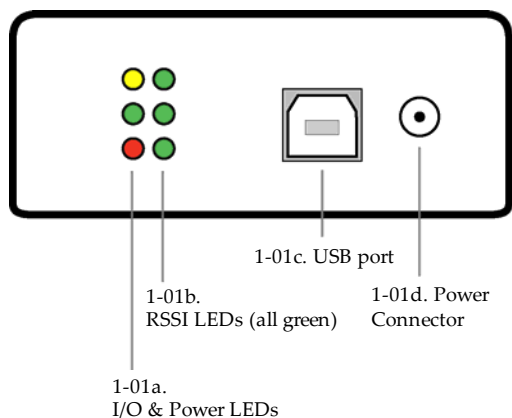 1-01c. USB port
1-01b.
RSSI LEDs (all green)
1-01d. Power
Connector
1-01a.
I/O & Power LEDs